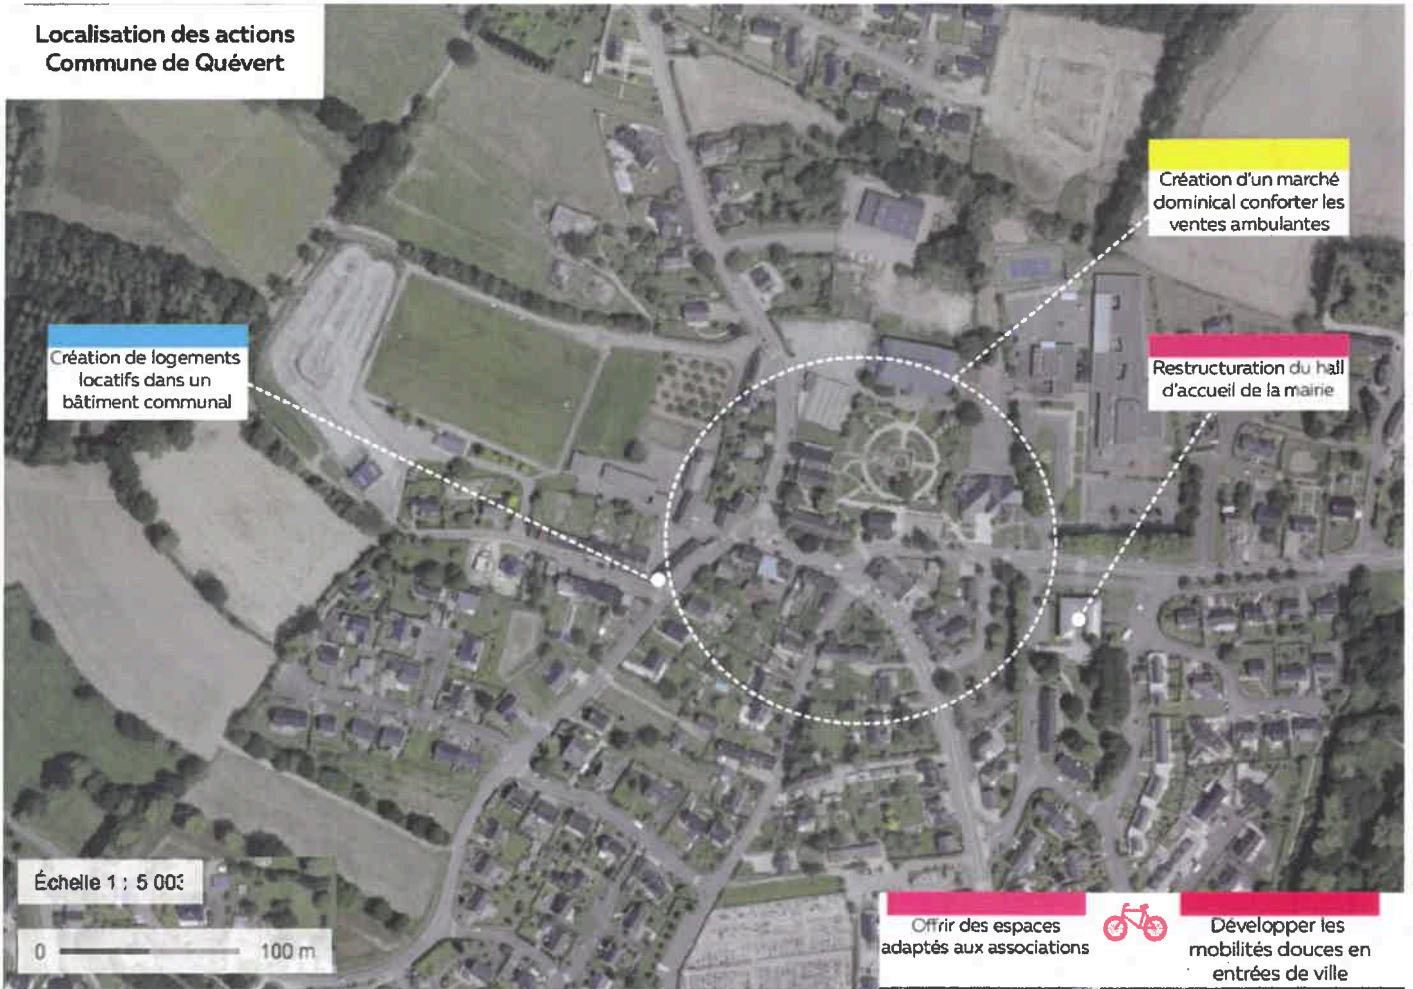 Localisation des actions
Commune de Quévert
Création d'un marché
dominical conforter les
ventes ambulantes
Création de logements
locatifs dans un
bâtiment communal
Restructuration du hall
d'accueil de la mairie
Échelle 1 : 5 003
0 100 m
Offrir des espaces
adaptés aux associations
Développer les
mobilités douces en
entrées de ville